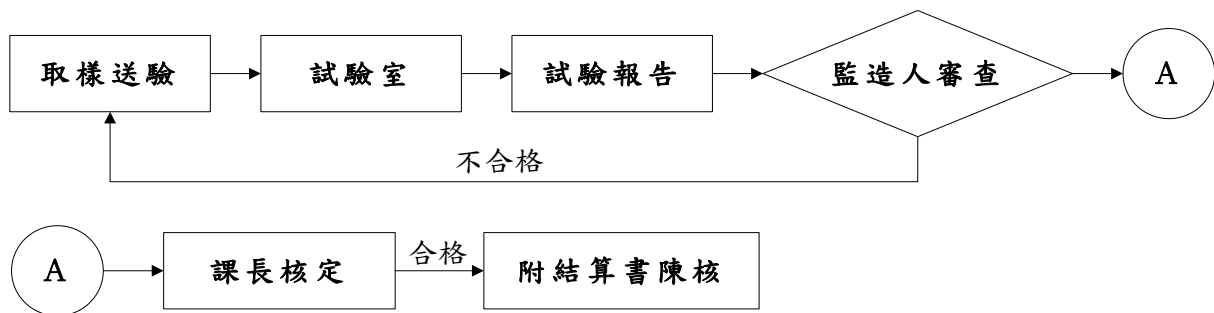 取樣送驗
試驗室
試驗報告
監造人審查
A
不合格
A
課長核定
合格
附結算書陳核